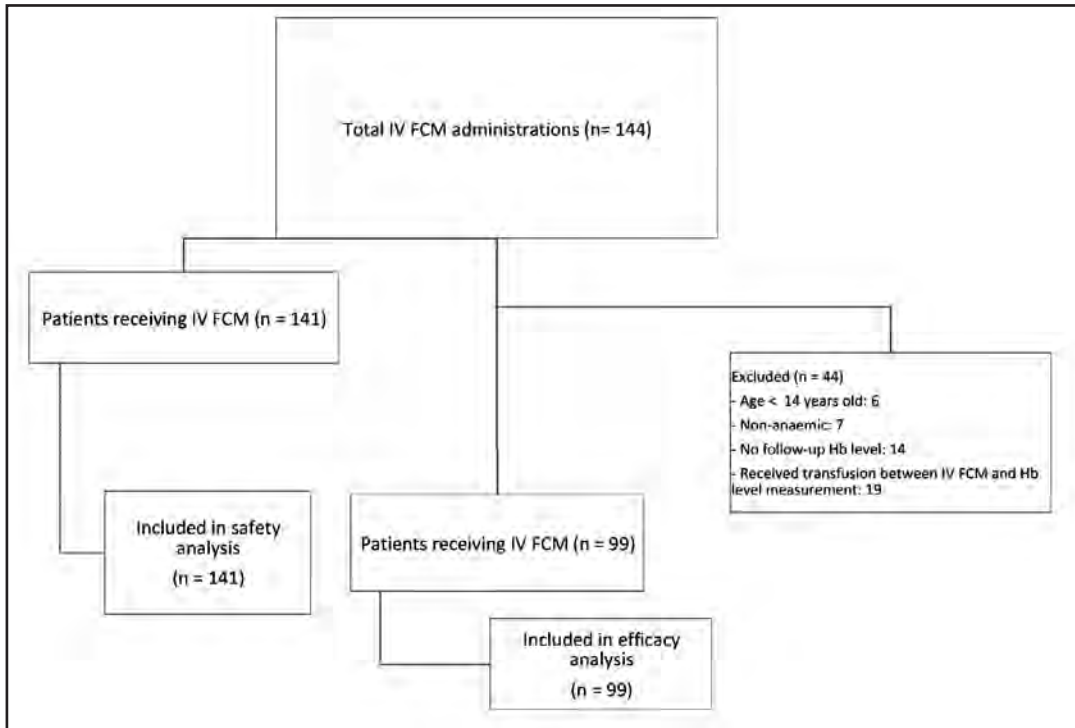 Total IV FCM administrations (n= 144)
Patients receiving IV FCM (n = 141)
Excluded (n = 44)
- Age < 14 years old: 6
- Non-anaemic: 7
- No follow-up Hb level: 14
- Received transfusion between IV FCM and Hb
level measurement: 19
Included in safety
analysis
(n = 141)
Patients receiving IV FCM (n = 99)
Included in efficacy
analysis
(n = 99)